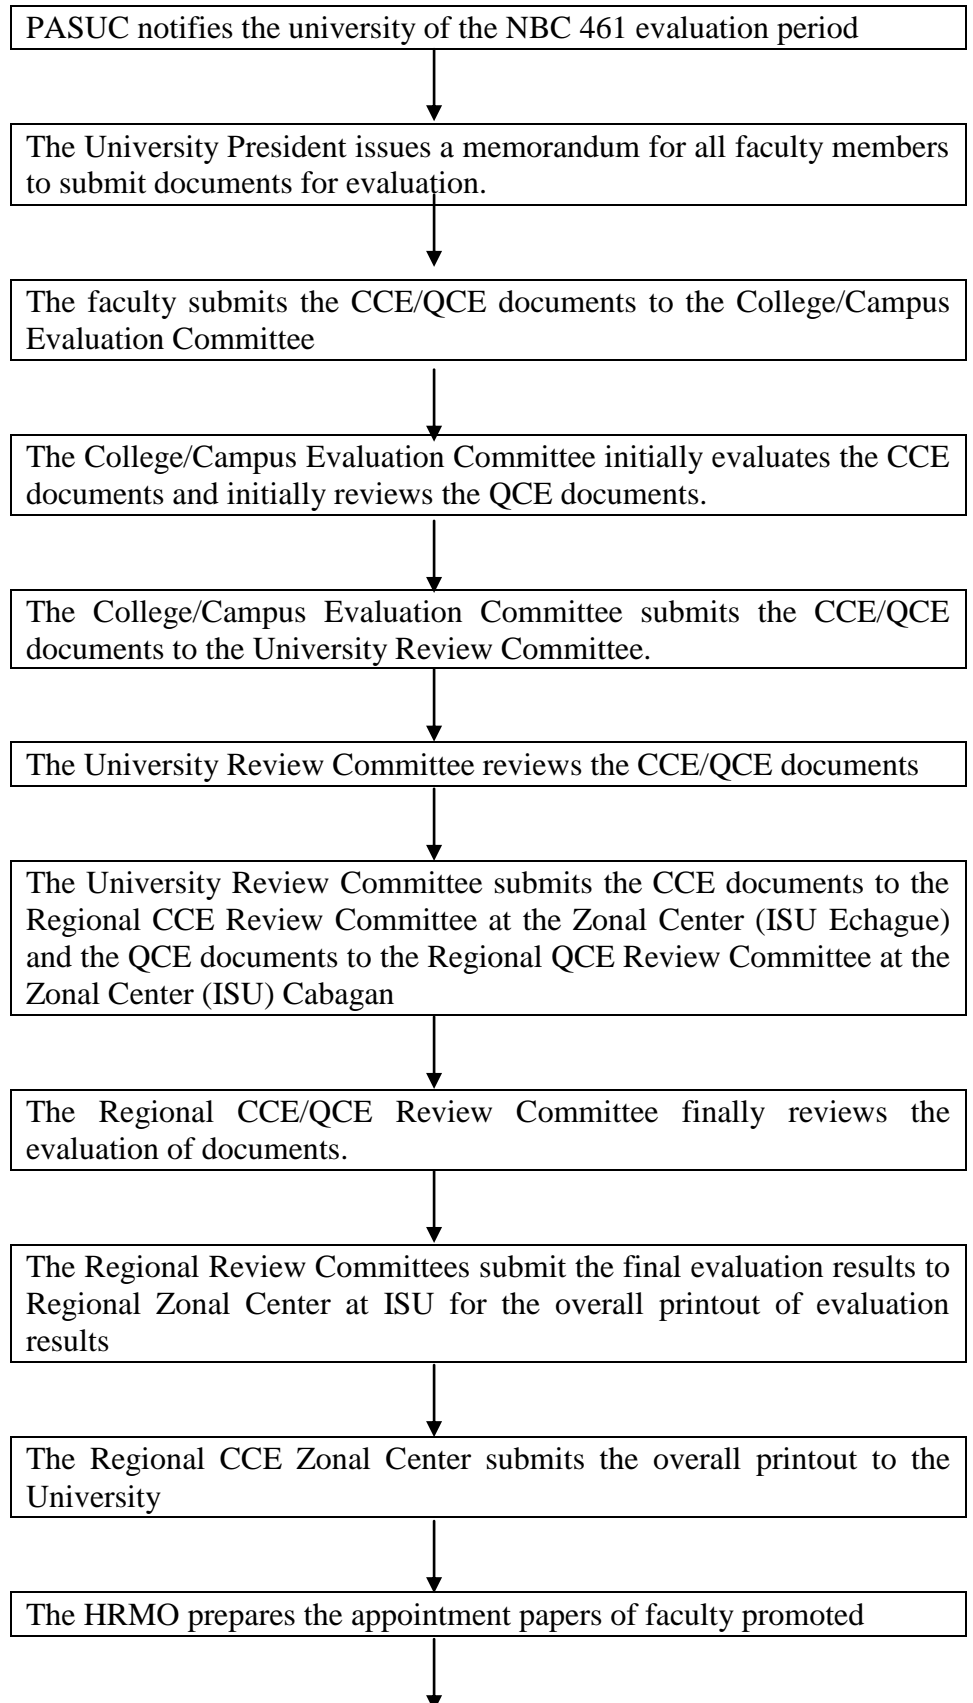 PASUC notifies the university of the NBC 461 evaluation period
The University President issues a memorandum for all faculty members
to submit documents for evaluation.
The faculty submits the CCE/QCE documents to the College/Campus
Evaluation Committee
The College/Campus Evaluation Committee initially evaluates the CCE
documents and initially reviews the QCE documents.
The College/Campus Evaluation Committee submits the CCE/QCE
documents to the University Review Committee.
The University Review Committee reviews the CCE/QCE documents
The University Review Committee submits the CCE documents to the
Regional CCE Review Committee at the Zonal Center (ISU Echague)
and the QCE documents to the Regional QCE Review Committee at the
Zonal Center (ISU) Cabagan
The Regional CCE/QCE Review Committee finally reviews the
evaluation of documents.
The Regional Review Committees submit the final evaluation results to
Regional Zonal Center at ISU for the overall printout of evaluation
results
The Regional CCE Zonal Center submits the overall printout to the
University
The HRMO prepares the appointment papers of faculty promoted